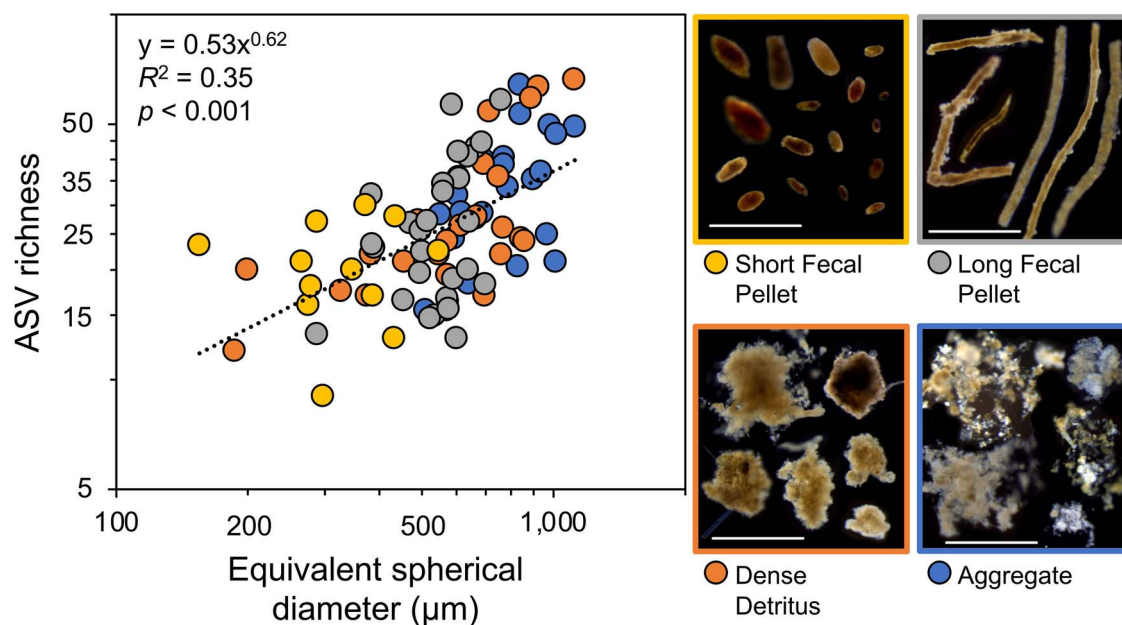 y = 0.53x^0.62
R² = 0.35
p < 0.001
ASV richness
50
35
25
15
5
100
200
500
1,000
Equivalent spherical
diameter (µm)
Short Fecal
Pellet
Long Fecal
Pellet
Dense
Detritus
Aggregate